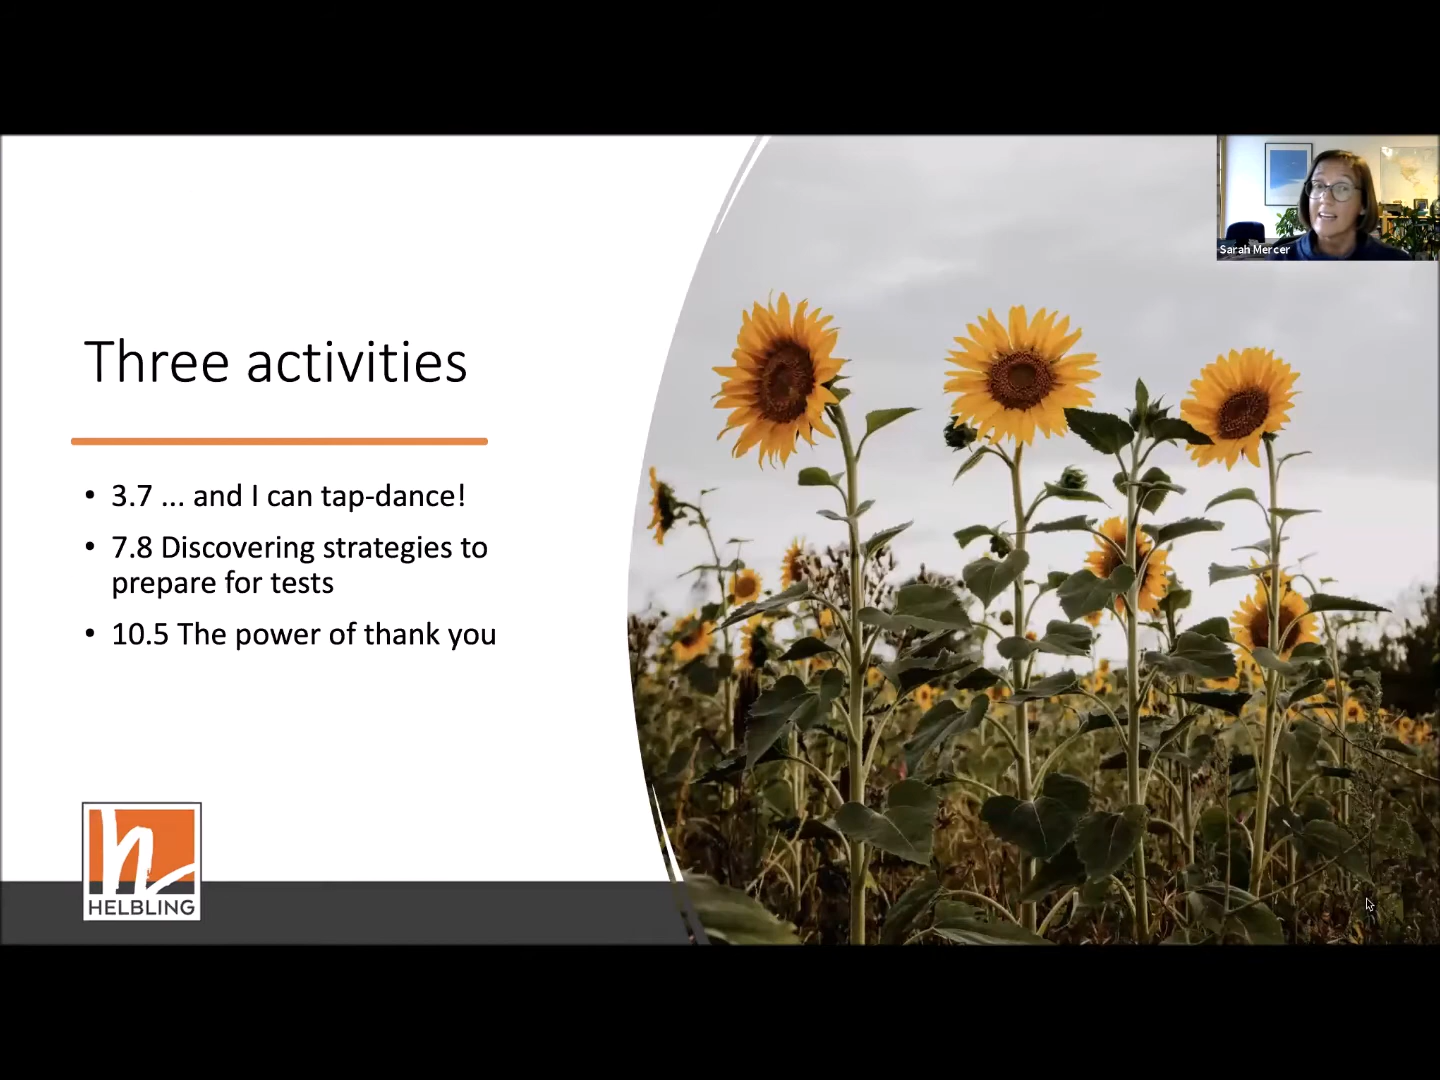 Sarah Mercer
Three activities
• 3.7 ... and I can tap-dance!
• 7.8 Discovering strategies to
prepare for tests
• 10.5 The power of thank you
h
HELBLING